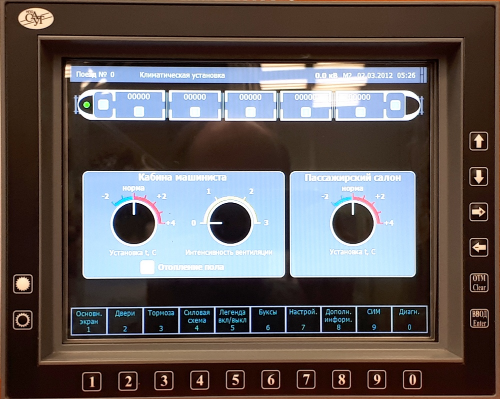 САУТ
Поезд № 0 Климатическая установка 0.0 кВ М2 02.03.2012 05:26
00000 00000 00000 00000 00000
Кабина машиниста Пассажирский салон
норма норма
-2 +2 1 2 -2 +2
+4 0 3 +4
Установка t, C Интенсивность вентиляции Установка t, C
Отопление пола
Основн. экран 1
Двери 2
Тормоза 3
Силовая схема 4
Легенда вкл/выкл 5
Буксы 6
Настрой. 7
Дополн. информ. 8
СИМ 9
Диагн. 0
ОТМ
Clear
ВВОД
Enter
1 2 3 4 5 6 7 8 9 0